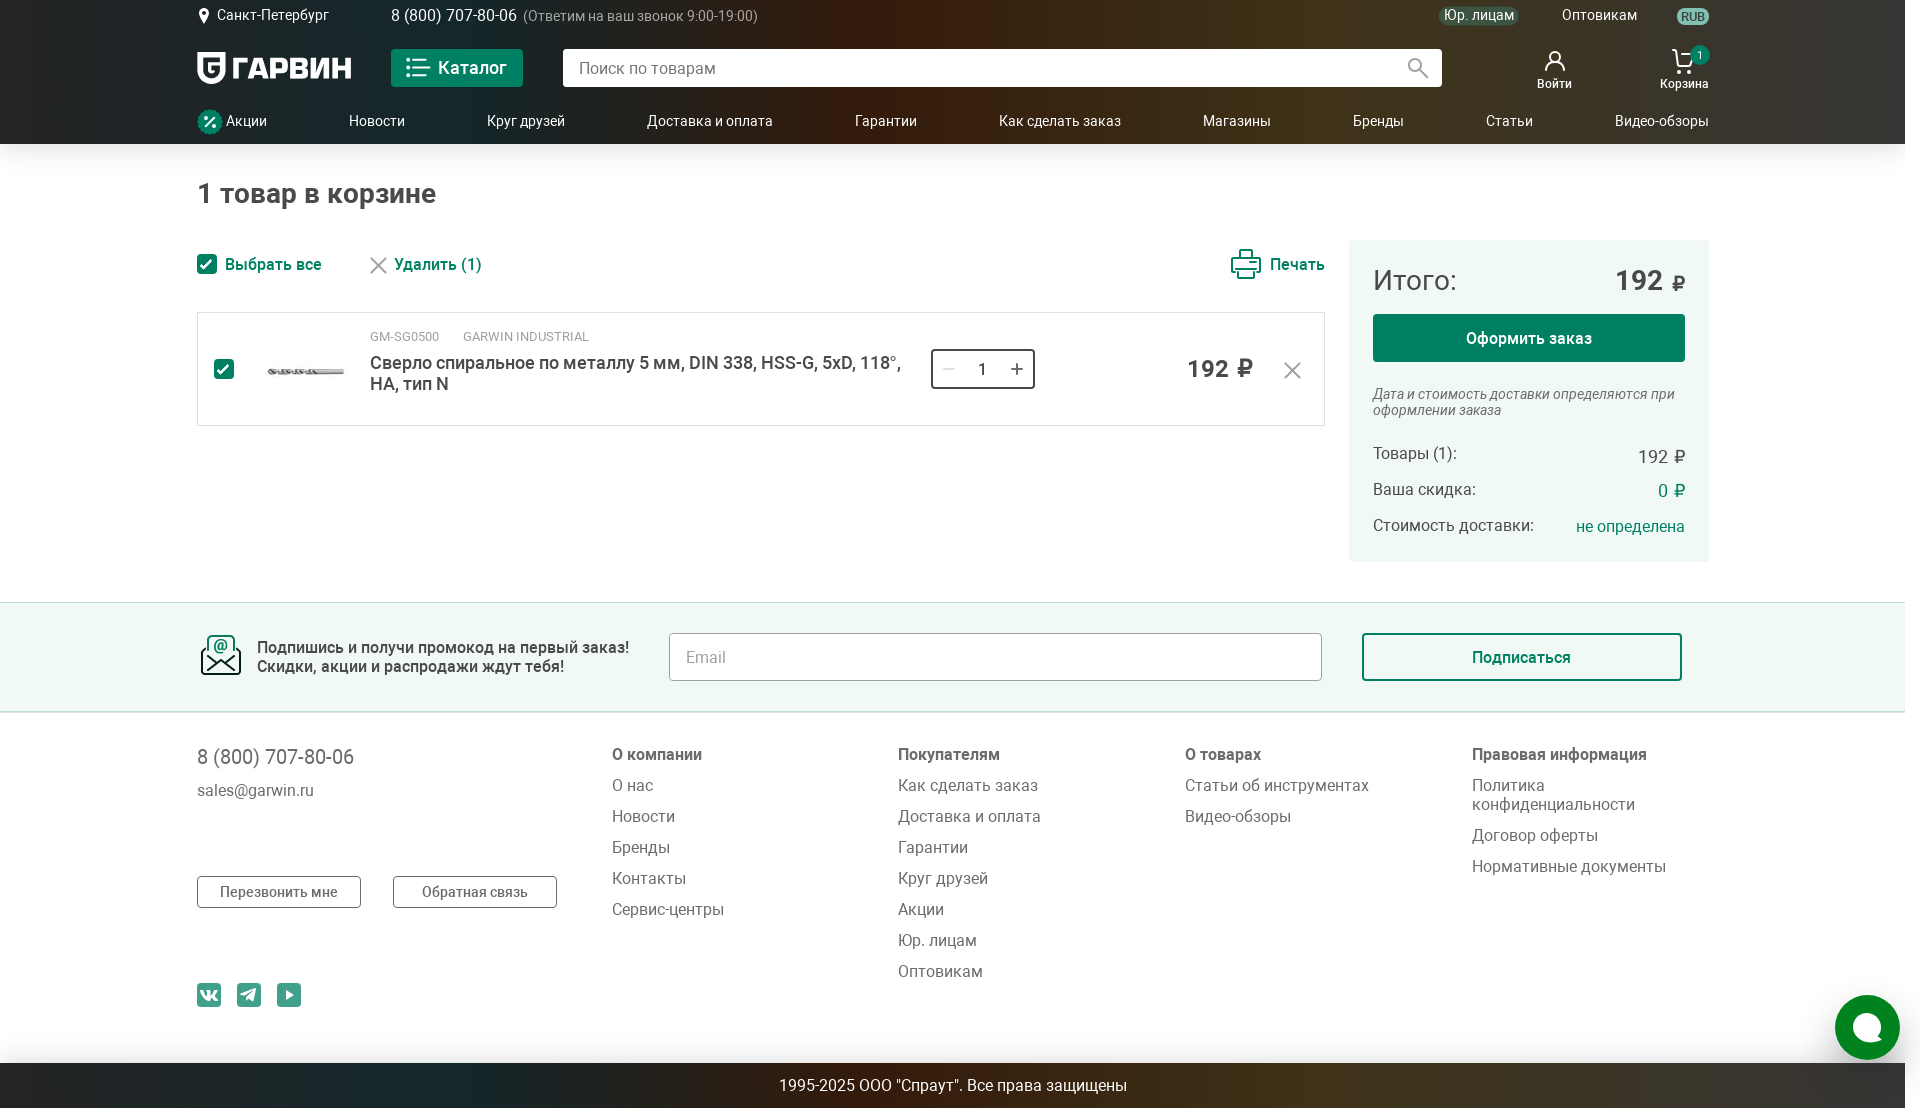 Санкт-Петербург
8 (800) 707-80-06 (Ответим на ваш звонок 9:00-19:00)
Юр. лицам
Оптовикам
RUB
ГАРВИН
Каталог
Поиск по товарам
Войти
1
Корзина
Акции
Новости
Круг друзей
Доставка и оплата
Гарантии
Как сделать заказ
Магазины
Бренды
Статьи
Видео-обзоры
1 товар в корзине
Выбрать все
Удалить (1)
Печать
GM-SG0500 GARWIN INDUSTRIAL
Сверло спиральное по металлу 5 мм, DIN 338, HSS-G, 5xD, 118°,
HA, тип N
1
192 ₽
Итого: 192 ₽
Оформить заказ
Дата и стоимость доставки определяются при
оформлении заказа
Товары (1): 192 ₽
Ваша скидка: 0 ₽
Стоимость доставки: не определена
Подпишись и получи промокод на первый заказ!
Скидки, акции и распродажи ждут тебя!
Email
Подписаться
8 (800) 707-80-06
sales@garwin.ru
Перезвонить мне
Обратная связь
О компании
О нас
Новости
Бренды
Контакты
Сервис-центры
Покупателям
Как сделать заказ
Доставка и оплата
Гарантии
Круг друзей
Акции
Юр. лицам
Оптовикам
О товарах
Статьи об инструментах
Видео-обзоры
Правовая информация
Политика
конфиденциальности
Договор оферты
Нормативные документы
1995-2025 ООО "Спраут". Все права защищены